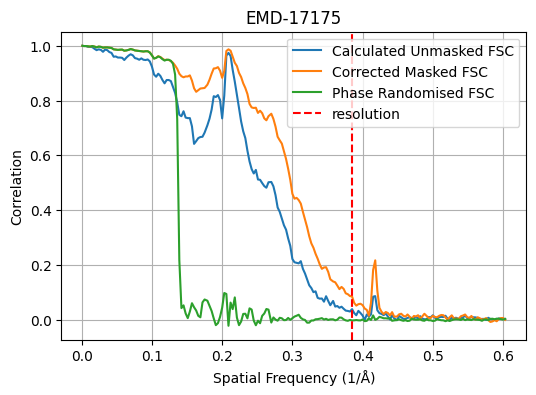 EMD-17175
Calculated Unmasked FSC
Corrected Masked FSC
Phase Randomised FSC
resolution
Correlation
1.0
0.8
0.6
0.4
0.2
0.0
0.0 0.1 0.2 0.3 0.4 0.5 0.6
Spatial Frequency (1/Å)